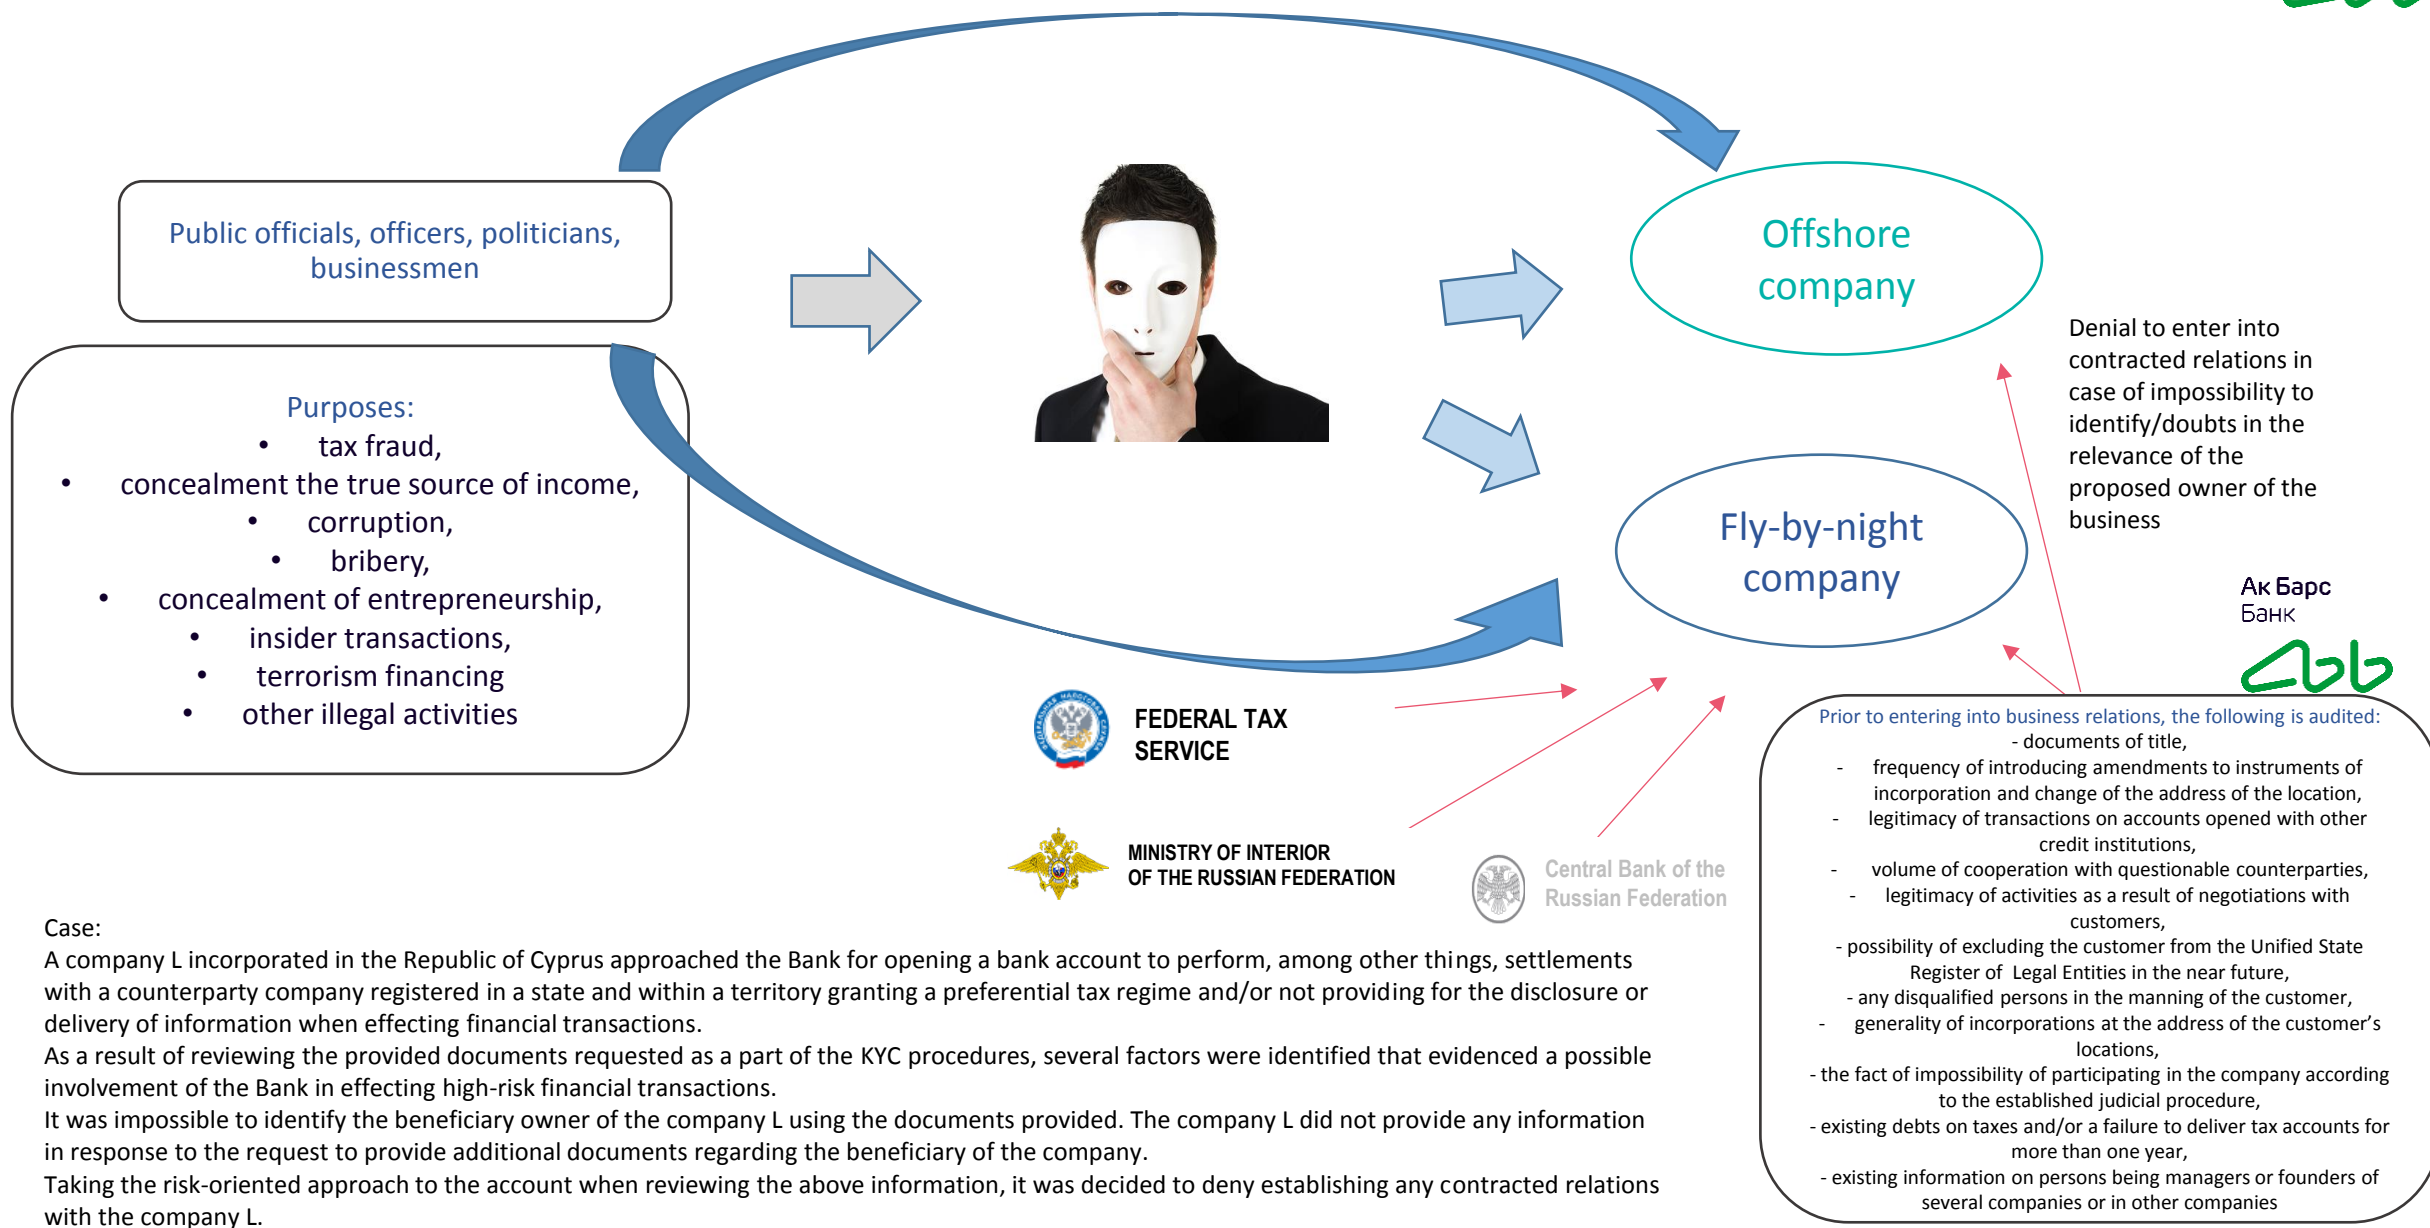 Public officials, officers, politicians,
businessmen
Purposes:
• tax fraud,
• concealment the true source of income,
• corruption,
• bribery,
• concealment of entrepreneurship,
• insider transactions,
• terrorism financing
• other illegal activities
Offshore
company
Fly-by-night
company
Denial to enter into
contracted relations in
case of impossibility to
identify/doubts in the
relevance of the
proposed owner of the
business
Ак Барс
Банк
FEDERAL TAX
SERVICE
MINISTRY OF INTERIOR
OF THE RUSSIAN FEDERATION
Central Bank of the
Russian Federation
Prior to entering into business relations, the following is audited:
- documents of title,
- frequency of introducing amendments to instruments of
incorporation and change of the address of the location,
- legitimacy of transactions on accounts opened with other
credit institutions,
- volume of cooperation with questionable counterparties,
- legitimacy of activities as a result of negotiations with
customers,
- possibility of excluding the customer from the Unified State
Register of Legal Entities in the near future,
- any disqualified persons in the manning of the customer,
- generality of incorporations at the address of the customer's
locations,
- the fact of impossibility of participating in the company according
to the established judicial procedure,
- existing debts on taxes and/or a failure to deliver tax accounts for
more than one year,
- existing information on persons being managers or founders of
several companies or in other companies
Case:
A company L incorporated in the Republic of Cyprus approached the Bank for opening a bank account to perform, among other things, settlements
with a counterparty company registered in a state and within a territory granting a preferential tax regime and/or not providing for the disclosure or
delivery of information when effecting financial transactions.
As a result of reviewing the provided documents requested as a part of the KYC procedures, several factors were identified that evidenced a possible
involvement of the Bank in effecting high-risk financial transactions.
It was impossible to identify the beneficiary owner of the company L using the documents provided. The company L did not provide any information
in response to the request to provide additional documents regarding the beneficiary of the company.
Taking the risk-oriented approach to the account when reviewing the above information, it was decided to deny establishing any contracted relations
with the company L.